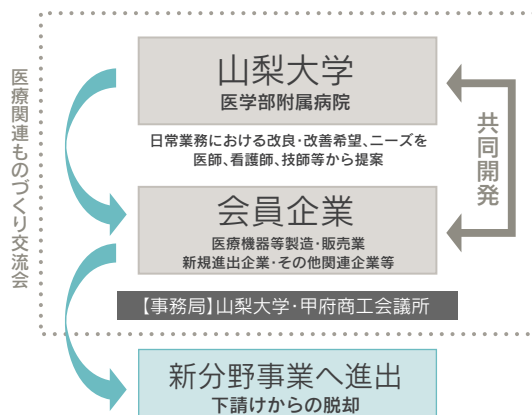 医療関連ものづくり交流会
山梨大学
医学部附属病院
日常業務における改良・改善希望、ニーズを
医師、看護師、技師等から提案
共同開発
会員企業
医療機器等製造・販売業
新規進出企業・その他関連企業等
【事務局】山梨大学・甲府商工会議所
新分野事業へ進出
下請けからの脱却